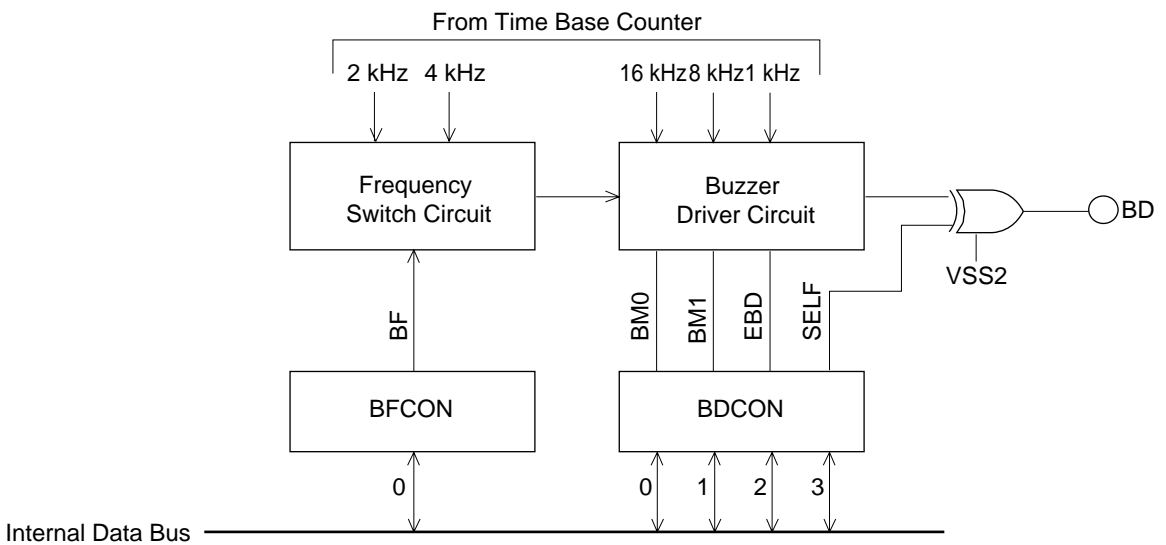 From Time Base Counter
2 kHz 4 kHz 16 kHz 8 kHz 1 kHz
Frequency
Switch Circuit
Buzzer
Driver Circuit
BD
VSS2
BF
BM0
BM1
EBD
SELF
BFCON
BDCON
0 0 1 2 3
Internal Data Bus